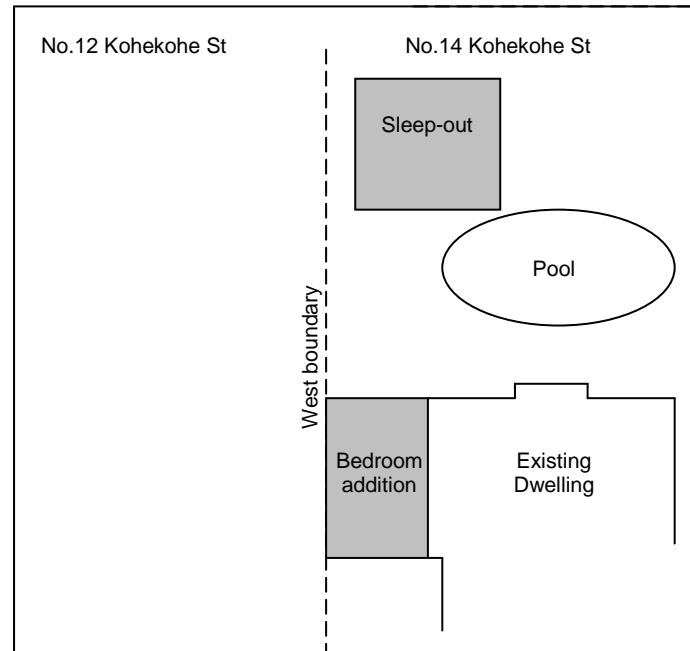 No.12 Kohekohe St
No.14 Kohekohe St
Sleep-out
Pool
West boundary
Bedroom
addition
Existing
Dwelling